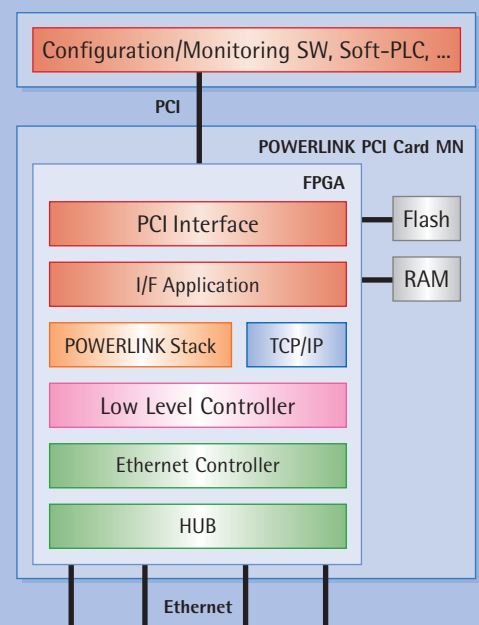 Configuration/Monitoring SW, Soft-PLC, ...
PCI
POWERLINK PCI Card MN
FPGA
PCI Interface
Flash
I/F Application
RAM
POWERLINK Stack
TCP/IP
Low Level Controller
Ethernet Controller
HUB
Ethernet